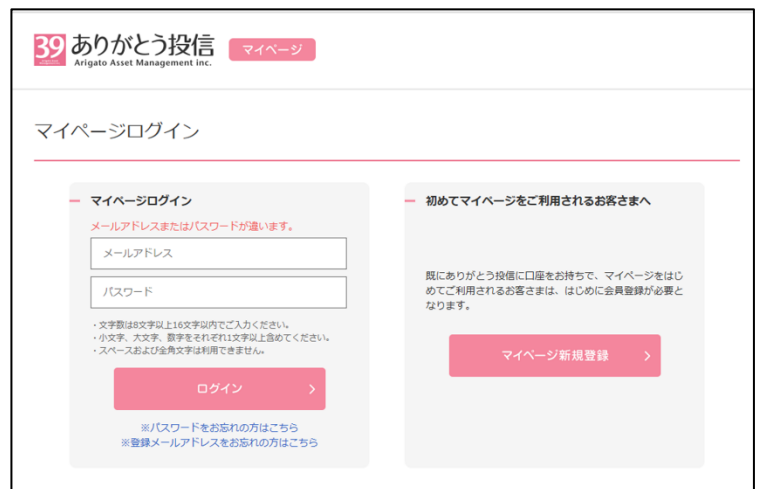 39 ありがとう投信 マイページ
Arigato Asset Management inc.
マイページログイン
マイページログイン
メールアドレスまたはパスワードが違います。
メールアドレス
パスワード
・文字数は8文字以上16文字以内でご入力ください。
・小文字、大文字、数字をそれぞれ1文字以上含めてください。
・スペースおよび全角文字は利用できません。
ログイン
※パスワードをお忘れの方はこちら
※登録メールアドレスをお忘れの方はこちら
初めてマイページをご利用されるお客さまへ
既にありがとう投信に口座をお持ちで、マイページをはじ
めてご利用されるお客さまは、はじめに会員登録が必要と
なります。
マイページ新規登録